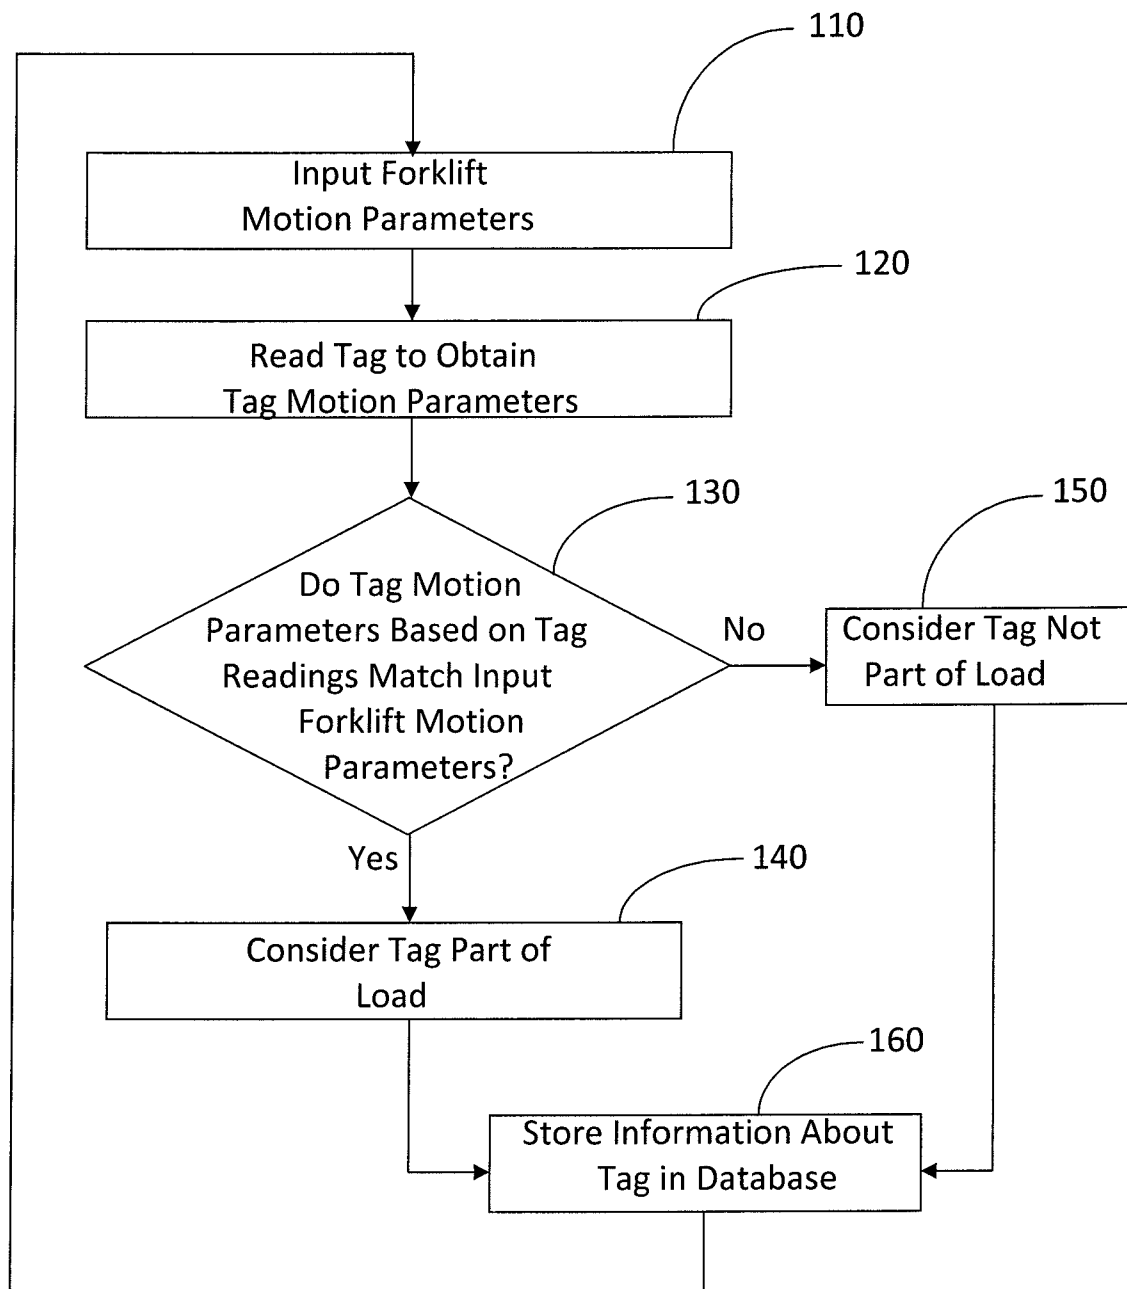 110
Input Forklift
Motion Parameters
120
Read Tag to Obtain
Tag Motion Parameters
130
150
Do Tag Motion
Parameters Based on Tag
Readings Match Input
Forklift Motion
Parameters?
No
Consider Tag Not
Part of Load
Yes
140
Consider Tag Part of
Load
160
Store Information About
Tag in Database